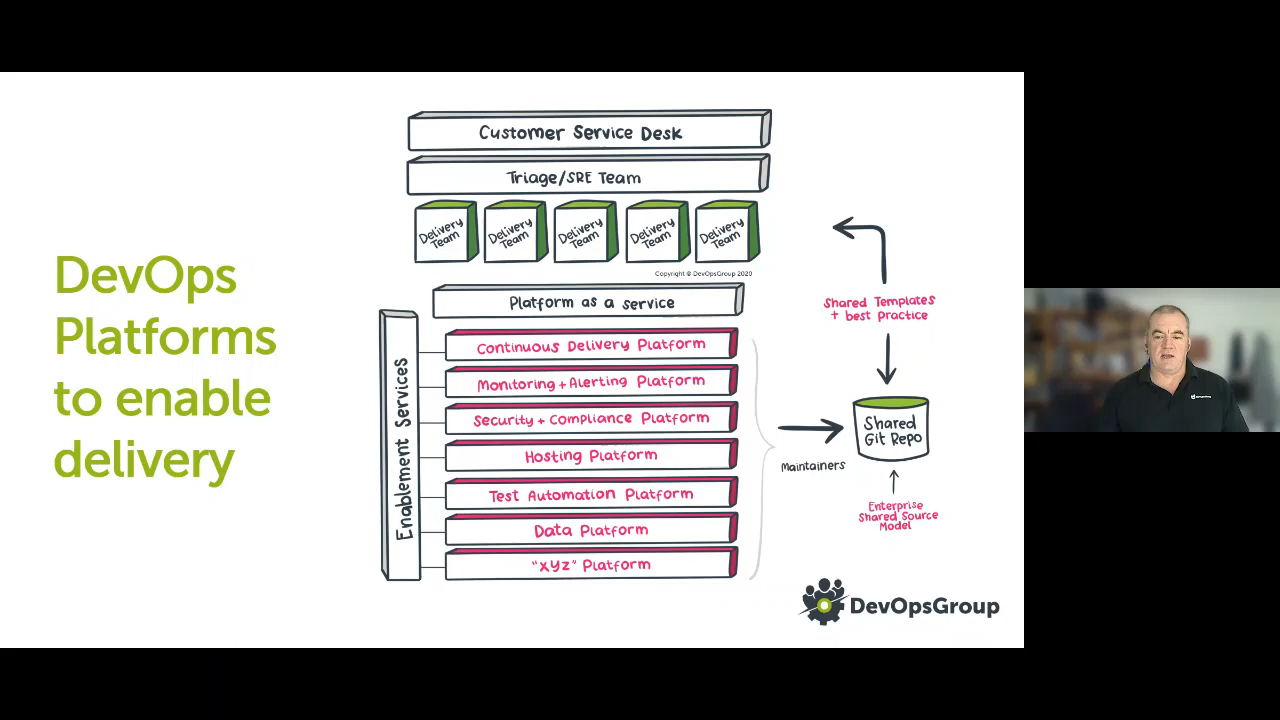 DevOps
Platforms
to enable
delivery
Customer Service Desk
Triage/SRE Team
Delivery
Team
Delivery
Team
Delivery
Team
Delivery
Team
Delivery
Team
Copyright © DevOpsGroup 2020
Platform as a service
Enablement Services
Continuous Delivery Platform
Monitoring + Alerting Platform
Security + Compliance Platform
Hosting Platform
Test Automation Platform
Data Platform
"XYZ" Platform
Shared Templates
+ best practice
Shared
Git Repo
Maintainers
Enterprise
Shared Source
Model
DevOpsGroup